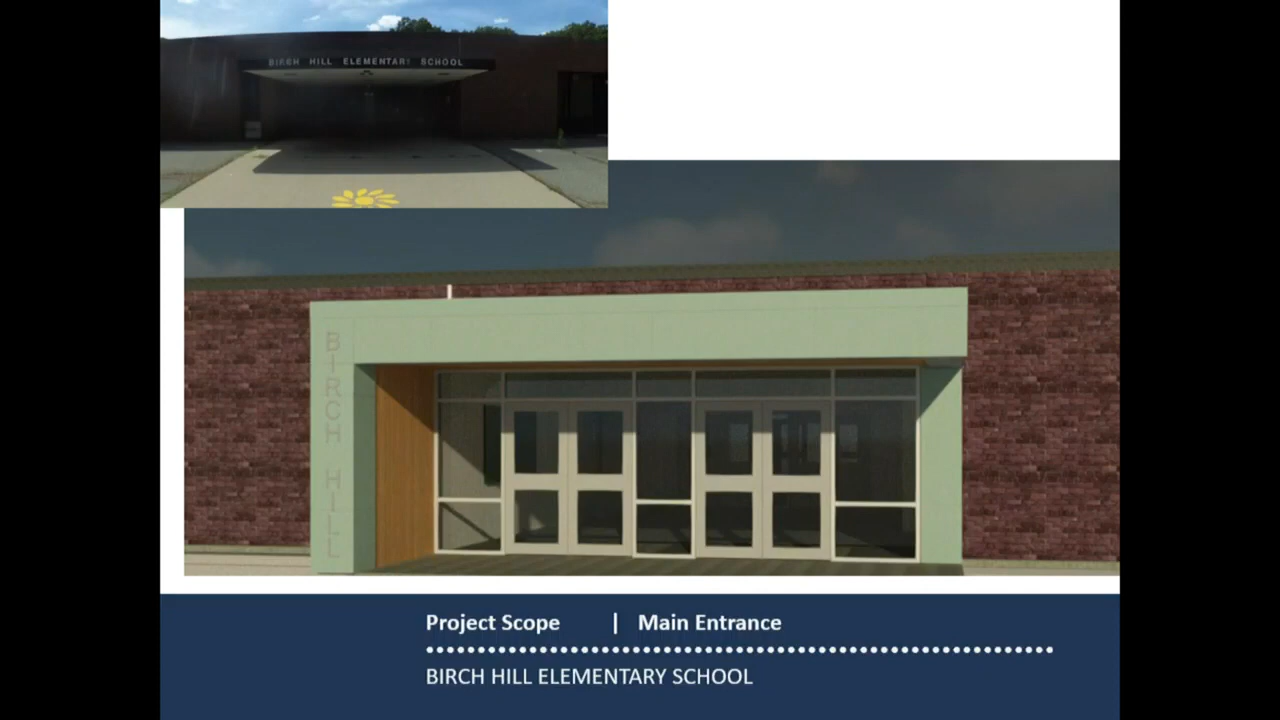 BIRCH HILL ELEMENTARY SCHOOL
BIRCH HILL
Project Scope | Main Entrance
BIRCH HILL ELEMENTARY SCHOOL